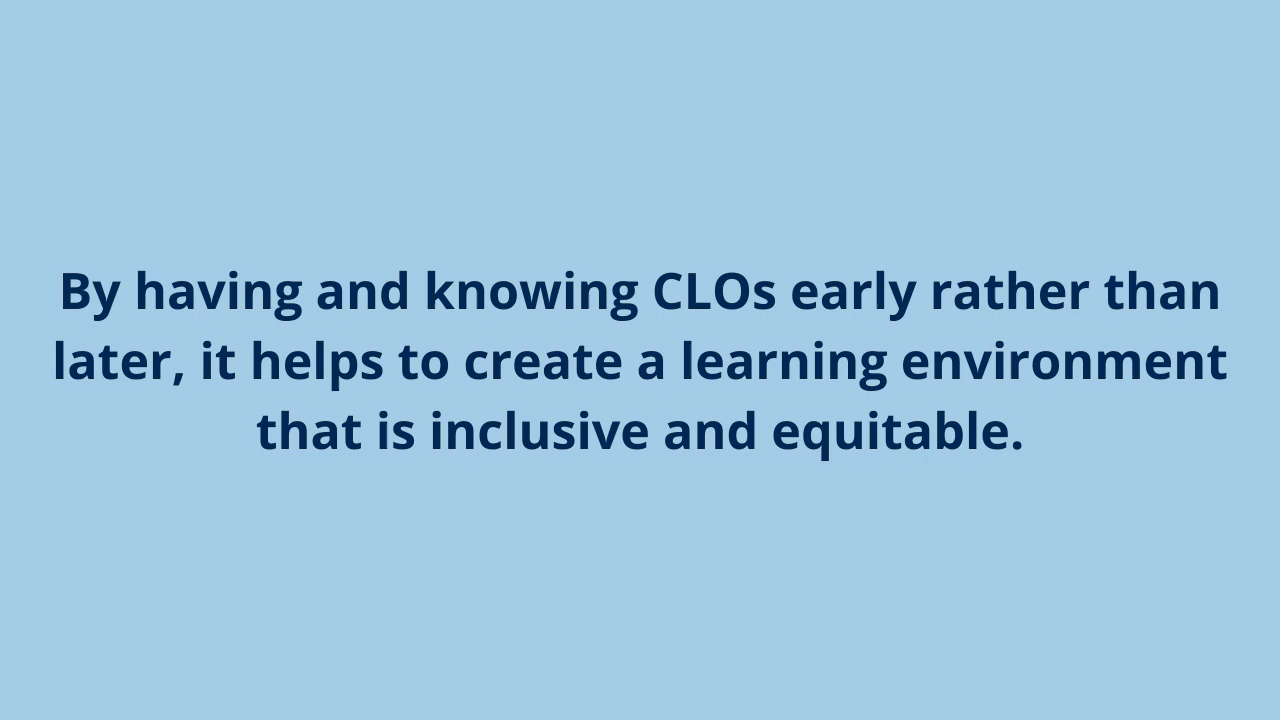 By having and knowing CLOs early rather than
later, it helps to create a learning environment
that is inclusive and equitable.